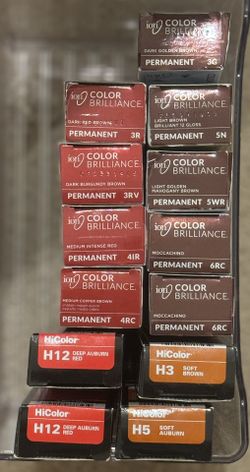 ion COLOR
BRILLIANCE
DARK GOLDEN BROWN
PERMANENT 3G
ion COLOR
BRILLIANCE
DARK RED-BROWN
PERMANENT 3R
ion COLOR
BRILLIANCE
LIGHT BROWN
BRILLIANT 12 GLOSS
PERMANENT 5N
ion COLOR
BRILLIANCE
DARK BURGUNDY BROWN
PERMANENT 3RV
ion COLOR
BRILLIANCE
LIGHT GOLDEN
MAHOGANY BROWN
PERMANENT 5WR
ion COLOR
BRILLIANCE
MEDIUM INTENSE RED
PERMANENT 4IR
ion COLOR
BRILLIANCE
MOCCACHINO
PERMANENT 6RC
ion COLOR
BRILLIANCE
MEDIUM COPPER BROWN
PERMANENT 4RC
ion COLOR
BRILLIANCE
MOCCACHINO
PERMANENT 6RC
HiColor
H12 DEEP AUBURN
RED
HiColor
H3 SOFT
BROWN
HiColor
H12 DEEP AUBURN
RED
HiColor
H5 SOFT
AUBURN